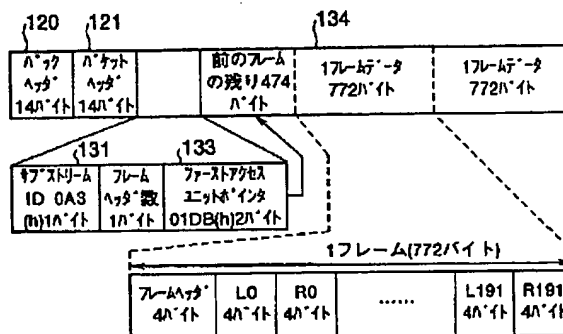 120
121
134
ﾊﾟｯｸ
ﾍｯﾀﾞ
14ﾊﾞｲﾄ
ﾊﾟｹｯﾄ
ﾍｯﾀﾞ
14ﾊﾞｲﾄ
前のﾌﾚｰﾑ
の残り474
ﾊﾞｲﾄ
1ﾌﾚｰﾑﾃﾞｰﾀ
772ﾊﾞｲﾄ
1ﾌﾚｰﾑﾃﾞｰﾀ
772ﾊﾞｲﾄ
131
133
ｻﾌﾞｽﾄﾘｰﾑ
ID 0A3
(h)1ﾊﾞｲﾄ
ﾌﾚｰﾑ
ﾍｯﾀﾞ数
1ﾊﾞｲﾄ
ﾌｧｰｽﾄｱｸｾｽ
ﾕﾆｯﾄﾎﾟｲﾝﾀ
01DB(h)2ﾊﾞｲﾄ
1ﾌﾚｰﾑ(772ﾊﾞｲﾄ)
ﾌﾚｰﾑﾍｯﾀﾞ
4ﾊﾞｲﾄ
L0
4ﾊﾞｲﾄ
R0
4ﾊﾞｲﾄ
……
L191
4ﾊﾞｲﾄ
R191
4ﾊﾞｲﾄ